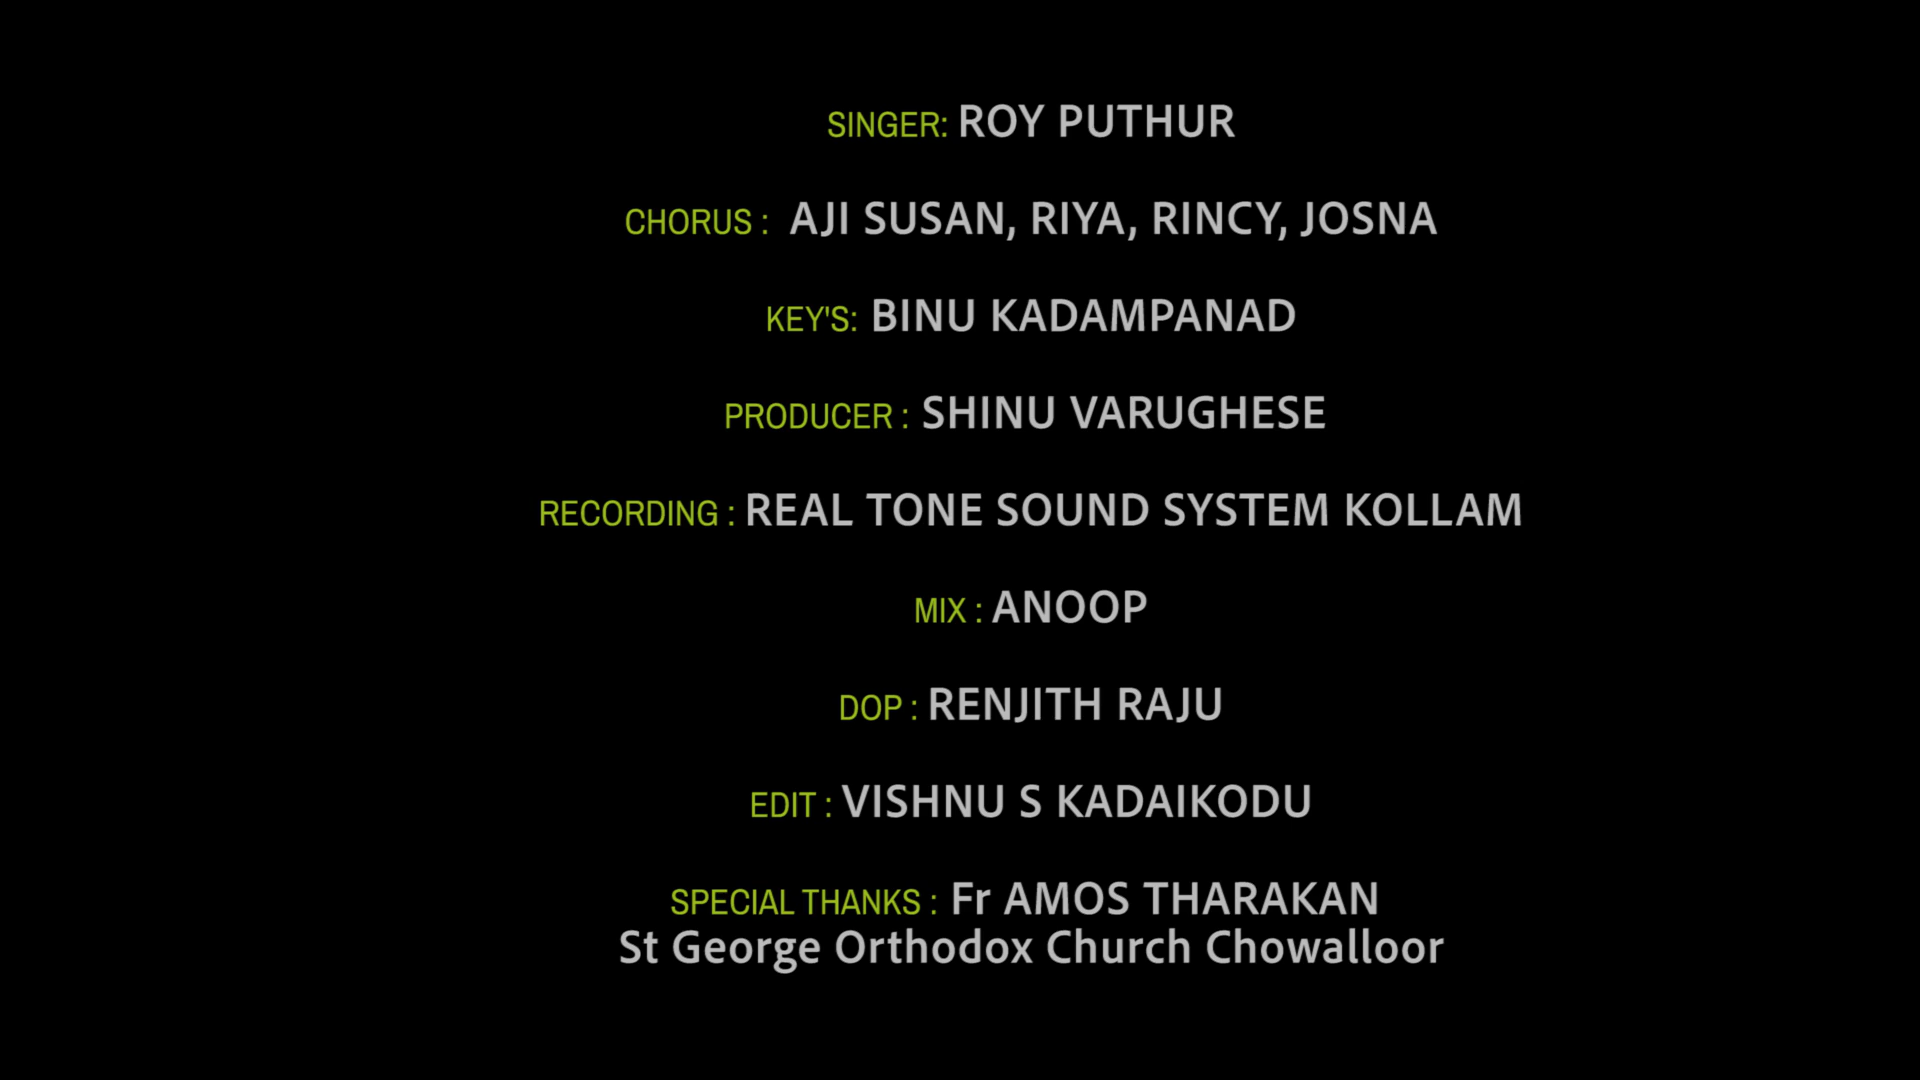 SINGER: ROY PUTHUR
CHORUS : AJI SUSAN, RIYA, RINCY, JOSNA
KEY'S: BINU KADAMPANAD
PRODUCER : SHINU VARUGHESE
RECORDING : REAL TONE SOUND SYSTEM KOLLAM
MIX : ANOOP
DOP : RENJITH RAJU
EDIT : VISHNU S KADAIKODU
SPECIAL THANKS : Fr AMOS THARAKAN
St George Orthodox Church Chowalloor